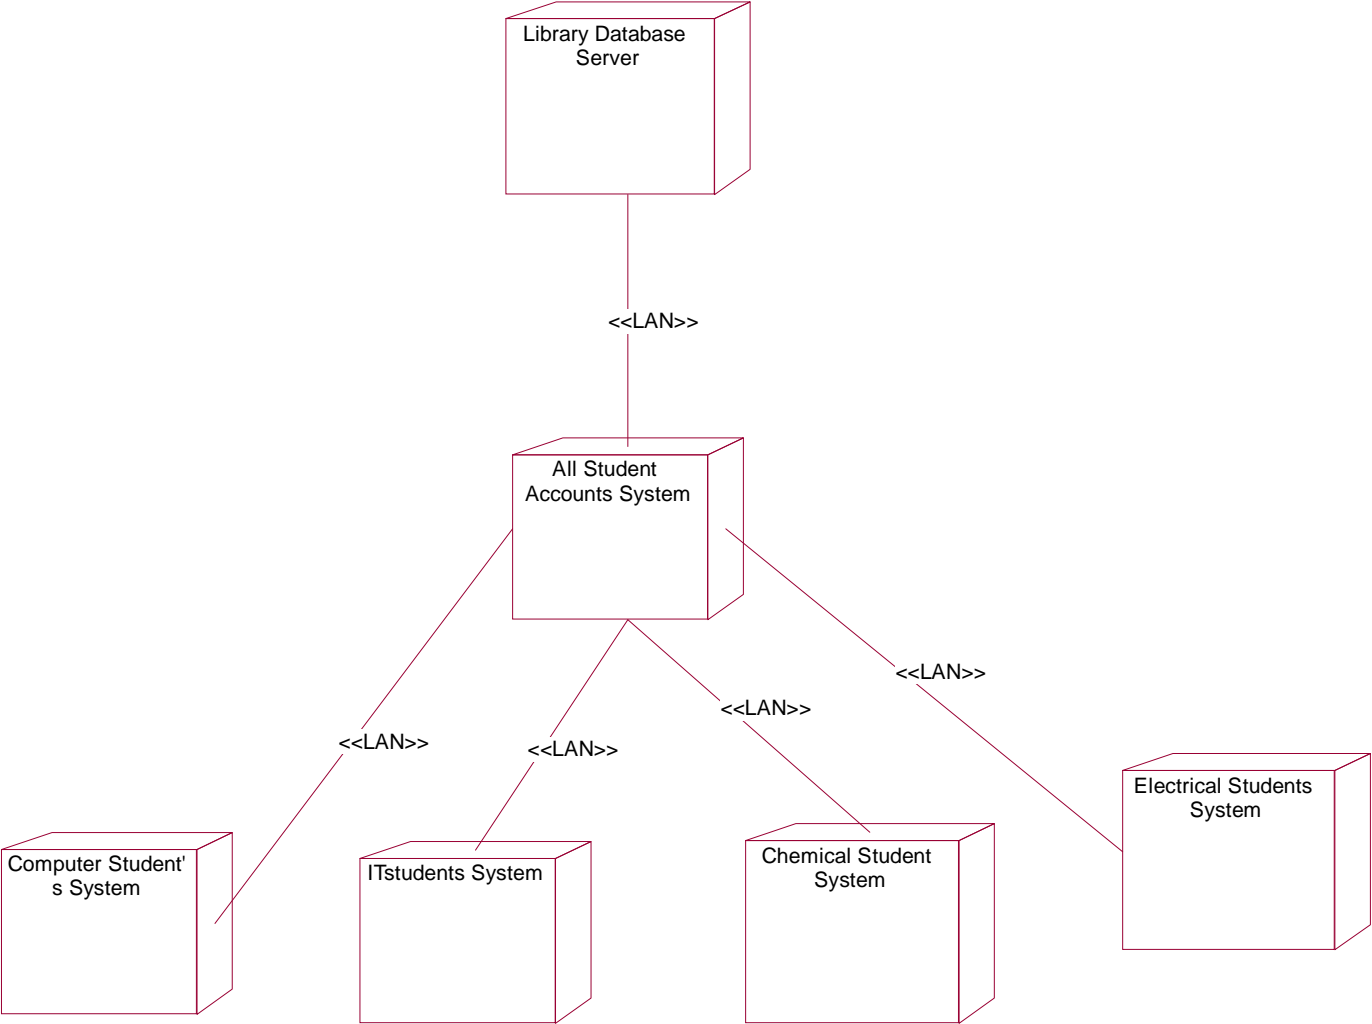 Library Database
Server
<<LAN>>
All Student
Accounts System
<<LAN>>
<<LAN>>
<<LAN>>
<<LAN>>
Electrical Students
System
Computer Student'
s System
ITstudents System
Chemical Student
System